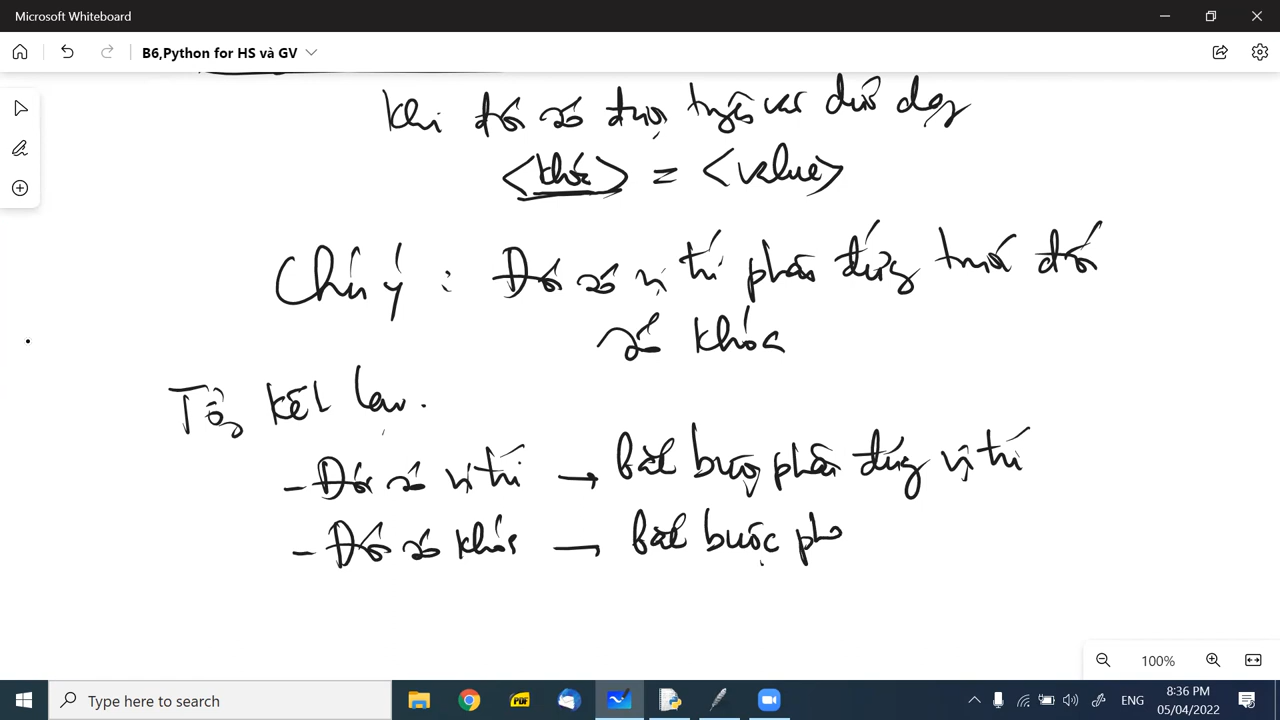 Microsoft Whiteboard
B6,Python for HS và GV
Khi đối số được truyền vào dưới dạng
<khóa> = <value>
Chú ý : Đối số vị trí phải đứng trước đối
số khóa
Tổng kết lại.
- Đối số vị trí → bắt buộc phải đúng vị trí
- Đối số khóa → bắt buộc ph
100%
Type here to search
PDF
ENG
8:36 PM
05/04/2022